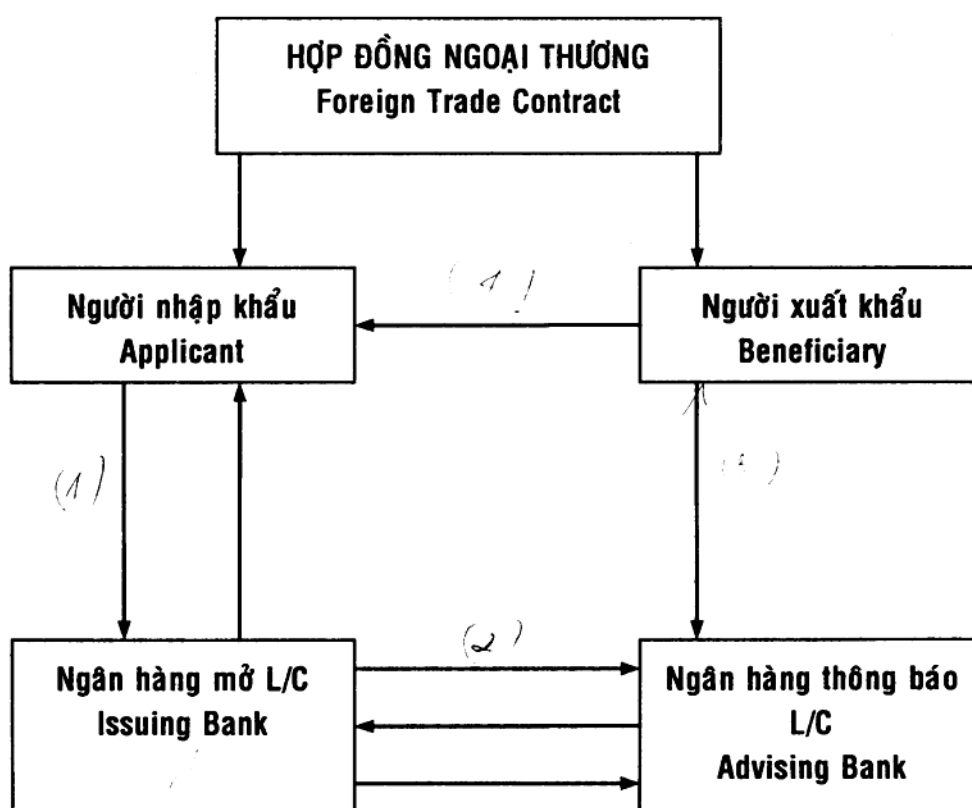 HỢP ĐỒNG NGOẠI THƯƠNG
Foreign Trade Contract
(1)
Người nhập khẩu
Applicant
Người xuất khẩu
Beneficiary
(1)
(2)
Ngân hàng mở L/C
Issuing Bank
Ngân hàng thông báo
L/C
Advising Bank